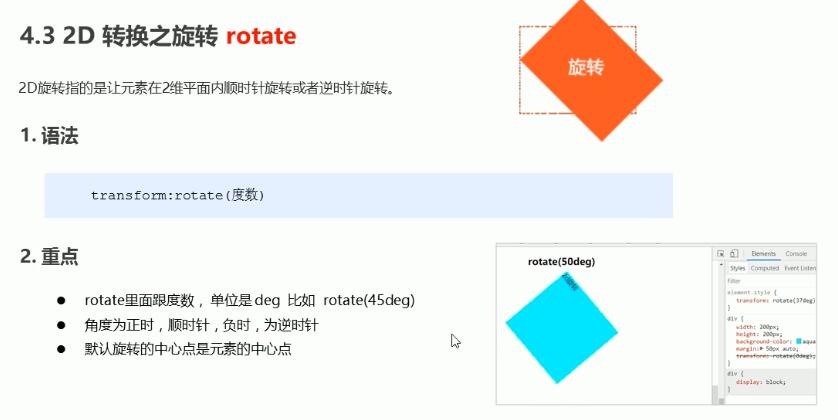 4.3 2D 转换之旋转 rotate
旋转
2D旋转指的是让元素在2维平面内顺时针旋转或者逆时针旋转。
1. 语法
transform:rotate(度数)
2. 重点
rotate里面跟度数，单位是 deg 比如 rotate(45deg)
角度为正时，顺时针，负时，为逆时针
默认旋转的中心点是元素的中心点
rotate(50deg)
Elements Console
Styles Computed Event Listen
Filter
element.style {
transform: rotate(37deg)
}
div {
width: 200px;
height: 200px;
background-color: aqua
margin: 50px auto;
transform: rotate(0deg);
}
div {
display: block;
}